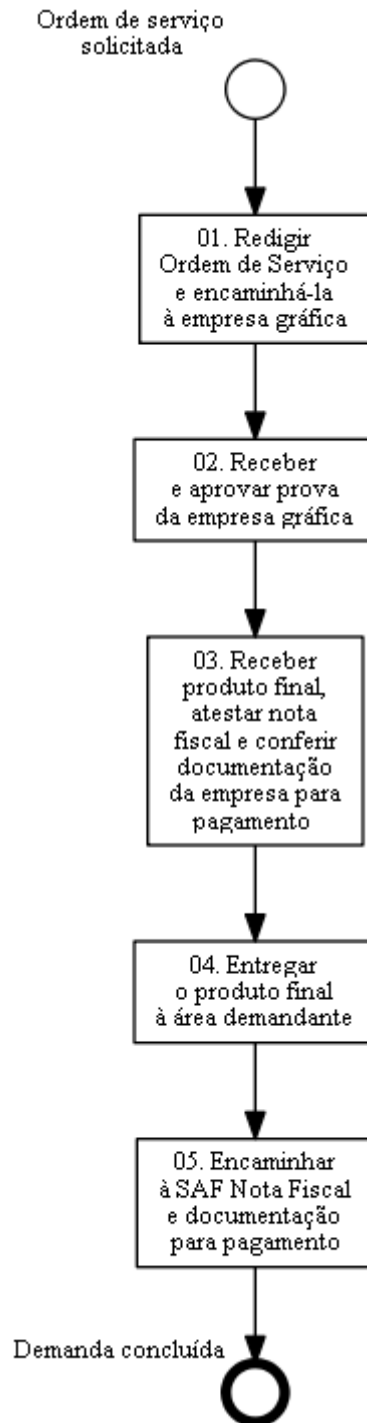 Ordem de serviço
solicitada
01. Redigir
Ordem de Serviço
e encaminhá-la
à empresa gráfica
02. Receber
e aprovar prova
da empresa gráfica
03. Receber
produto final,
atestar nota
fiscal e conferir
documentação
da empresa para
pagamento
04. Entregar
o produto final
à área demandante
05. Encaminhar
à SAF Nota Fiscal
e documentação
para pagamento
Demanda concluída